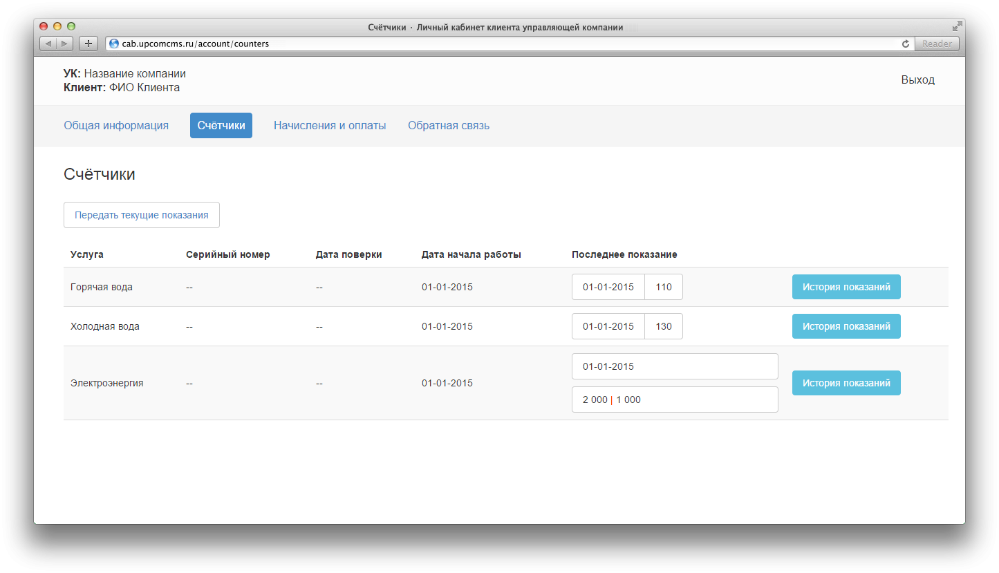 Счётчики · Личный кабинет клиента управляющей компании
cab.upcomcms.ru/account/counters
Reader
УК: Название компании
Клиент: ФИО Клиента
Выход
Общая информация Счётчики Начисления и оплаты Обратная связь
Счётчики
Передать текущие показания
Услуга Серийный номер Дата поверки Дата начала работы Последнее показание
Горячая вода -- -- 01-01-2015 01-01-2015 110 История показаний
Холодная вода -- -- 01-01-2015 01-01-2015 130 История показаний
01-01-2015
Электроэнергия -- -- 01-01-2015 История показаний
2 000 | 1 000